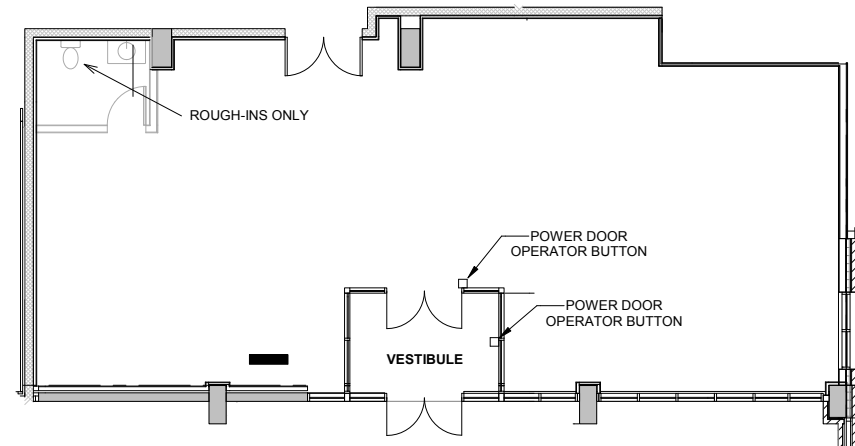 ROUGH-INS ONLY
POWER DOOR
OPERATOR BUTTON
POWER DOOR
OPERATOR BUTTON
VESTIBULE